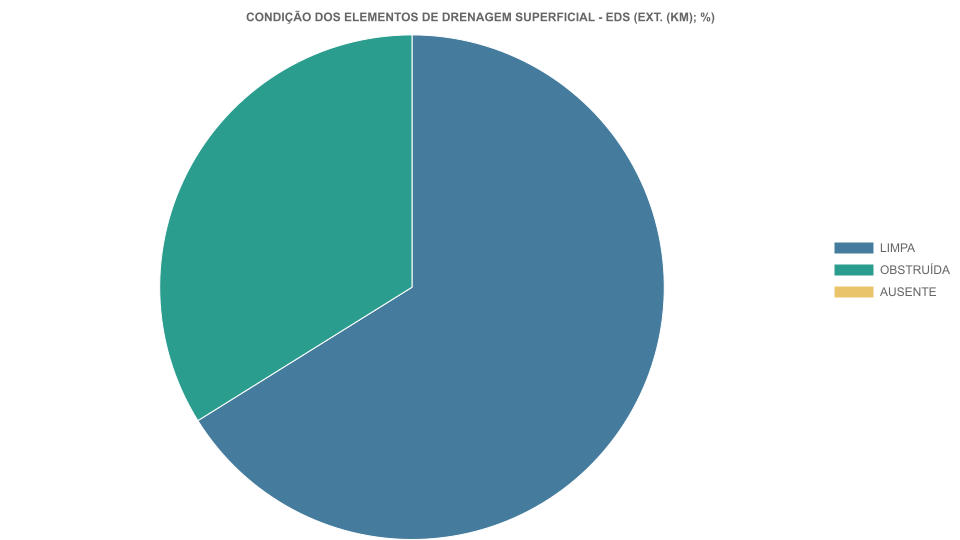 CONDIÇÃO DOS ELEMENTOS DE DRENAGEM SUPERFICIAL - EDS (EXT. (KM); %)
LIMPA
OBSTRUÍDA
AUSENTE